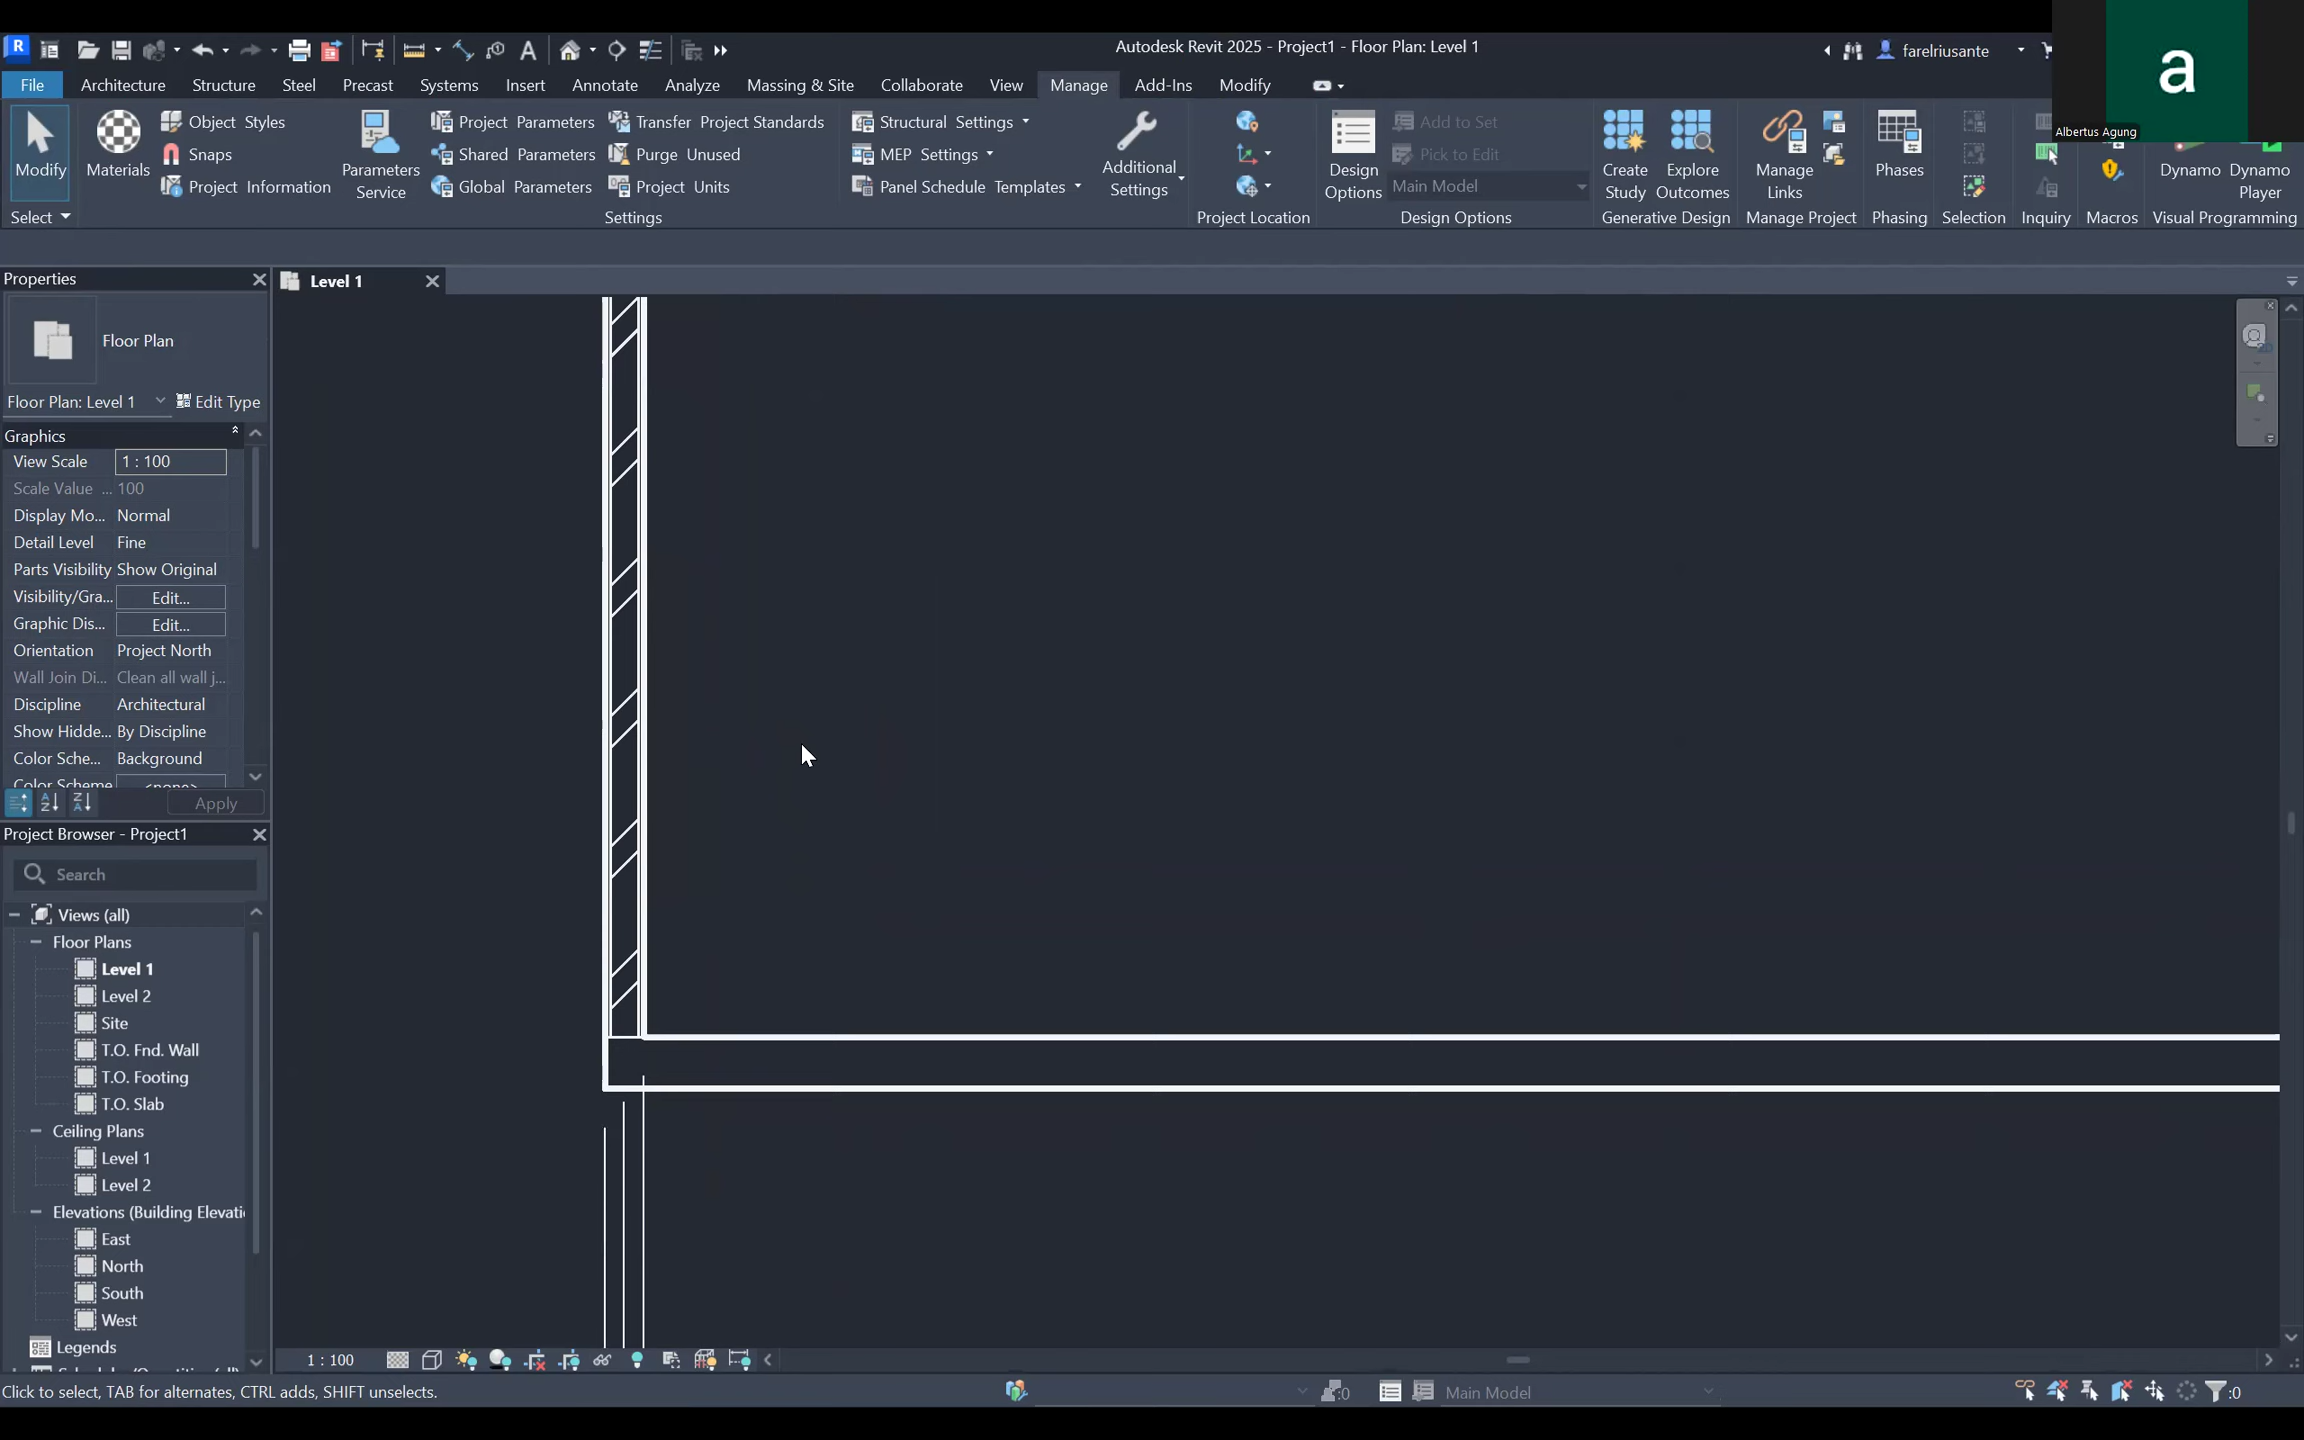 Autodesk Revit 2025 - Project1 - Floor Plan: Level 1
farelriusante
a
Albertus Agung
File Architecture Structure Steel Precast Systems Insert Annotate Analyze Massing & Site Collaborate View Manage Add-Ins Modify
Modify
Materials
Object Styles
Snaps
Project Information
Parameters
Service
Project Parameters
Shared Parameters
Global Parameters
Transfer Project Standards
Purge Unused
Project Units
Structural Settings
MEP Settings
Panel Schedule Templates
Additional
Settings
Design
Options
Add to Set
Pick to Edit
Main Model
Create
Study
Explore
Outcomes
Manage
Links
Phases
Dynamo
Dynamo
Player
Select
Settings
Project Location
Design Options
Generative Design
Manage Project
Phasing
Selection
Inquiry
Macros
Visual Programming
Properties
Level 1
Floor Plan
Floor Plan: Level 1
Edit Type
Graphics
View Scale 1 : 100
Scale Value ... 100
Display Mo... Normal
Detail Level Fine
Parts Visibility Show Original
Visibility/Gra... Edit...
Graphic Dis... Edit...
Orientation Project North
Wall Join Di... Clean all wall j...
Discipline Architectural
Show Hidde... By Discipline
Color Sche... Background
Color Scheme <none>
Apply
Project Browser - Project1
Search
Views (all)
Floor Plans
Level 1
Level 2
Site
T.O. Fnd. Wall
T.O. Footing
T.O. Slab
Ceiling Plans
Level 1
Level 2
Elevations (Building Elevati
East
North
South
West
Legends
1 : 100
Click to select, TAB for alternates, CTRL adds, SHIFT unselects.
:0
Main Model
:0